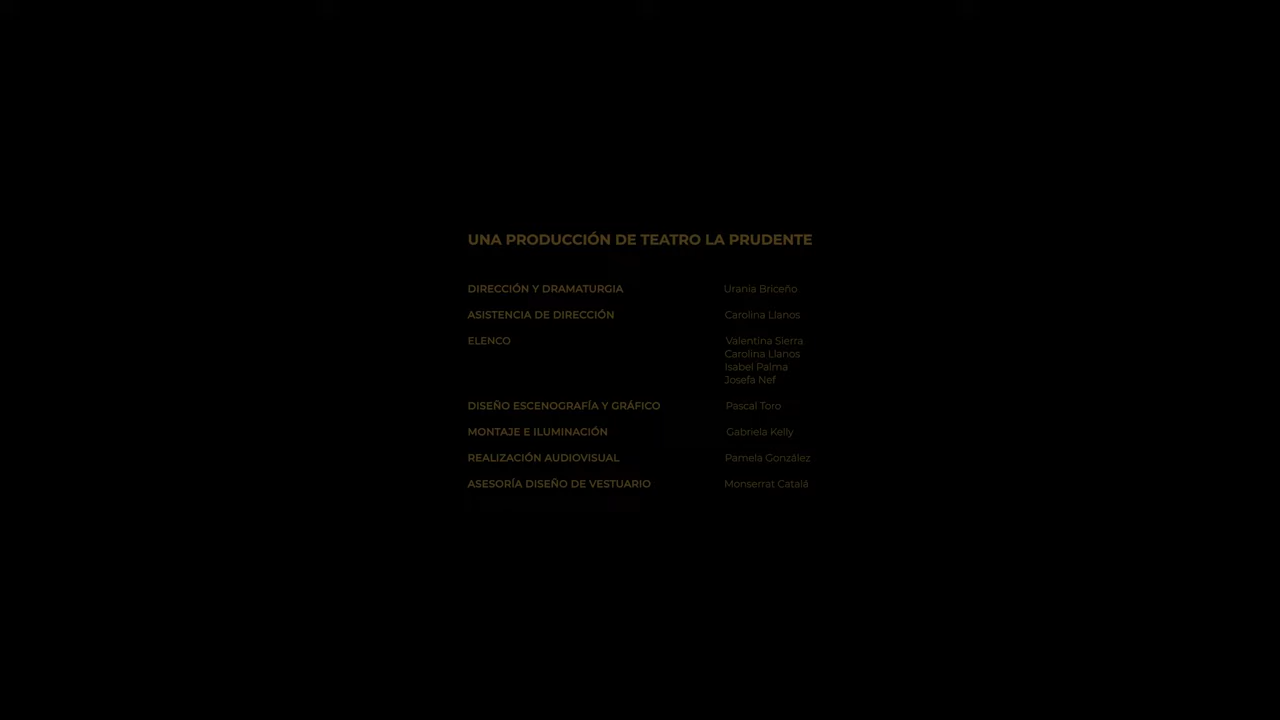 UNA PRODUCCIÓN DE TEATRO LA PRUDENTE
DIRECCIÓN Y DRAMATURGIA Urania Briceño
ASISTENCIA DE DIRECCIÓN Carolina Llanos
ELENCO Valentina Sierra
Carolina Llanos
Isabel Palma
Josefa Nef
DISEÑO ESCENOGRAFÍA Y GRÁFICO Pascal Toro
MONTAJE E ILUMINACIÓN Gabriela Kelly
REALIZACIÓN AUDIOVISUAL Pamela González
ASESORÍA DISEÑO DE VESTUARIO Monserrat Catalá